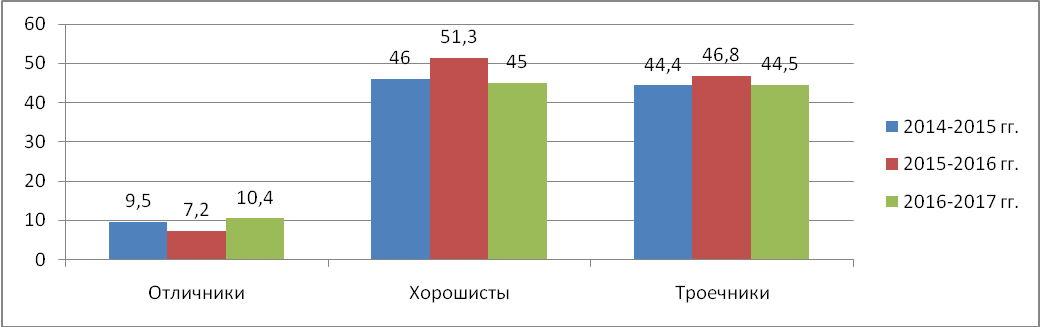 60
50
40
30
20
10
0
9,5
7,2
10,4
46
51,3
45
44,4
46,8
44,5
Отличники
Хорошисты
Троечники
2014-2015 гг.
2015-2016 гг.
2016-2017 гг.